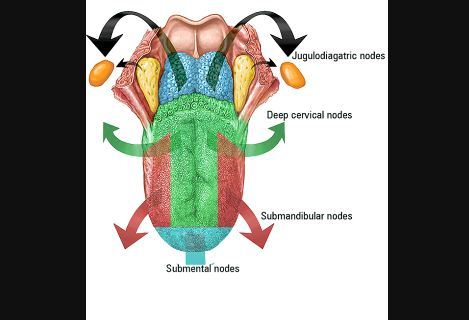 Jugulodiagatric nodes
Deep cervical nodes
Submandibular nodes
Submental nodes